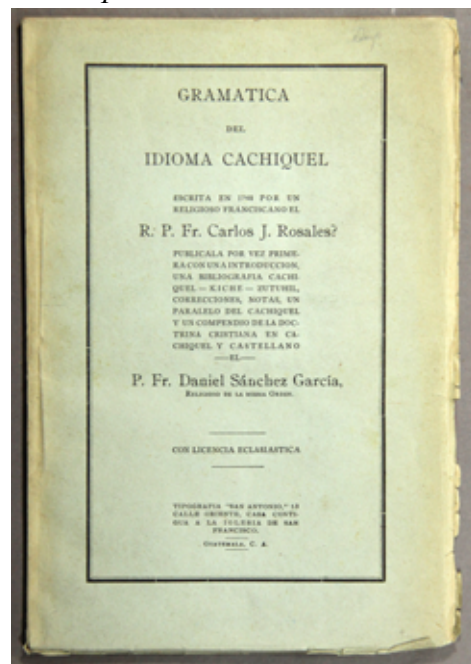 GRAMATICA
DEL
IDIOMA CACHIQUEL
ESCRITA EN 1748 POR UN
RELIGIOSO FRANCISCANO EL
R. P. Fr. Carlos J. Rosales?
PUBLICALA POR VEZ PRIME-
RA CON UNA INTRODUCCION,
UNA BIBLIOGRAFIA CACHI-
QUEL — KICHE — ZUTUHIL,
CORRECCIONES, NOTAS, UN
PARALELO DEL CACHIQUEL
Y UN COMPENDIO DE LA DOC-
TRINA CRISTIANA EN CA-
CHIQUEL Y CASTELLANO
—EL—
P. Fr. Daniel Sánchez García,
RELIGIOSO DE LA MISMA ORDEN.
CON LICENCIA ECLASIASTICA
TIPOGRAFIA "SAN ANTONIO," 12
CALLE ORIENTE, CASA CONTI-
GUA A LA IGLESIA DE SAN
FRANCISCO.
GUATEMALA, C. A.